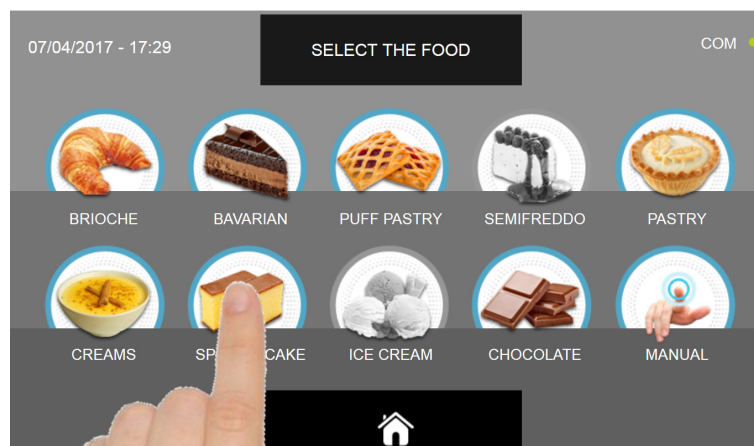 07/04/2017 - 17:29
SELECT THE FOOD
COM
BRIOCHE
BAVARIAN
PUFF PASTRY
SEMIFREDDO
PASTRY
CREAMS
CAKE
ICE CREAM
CHOCOLATE
MANUAL